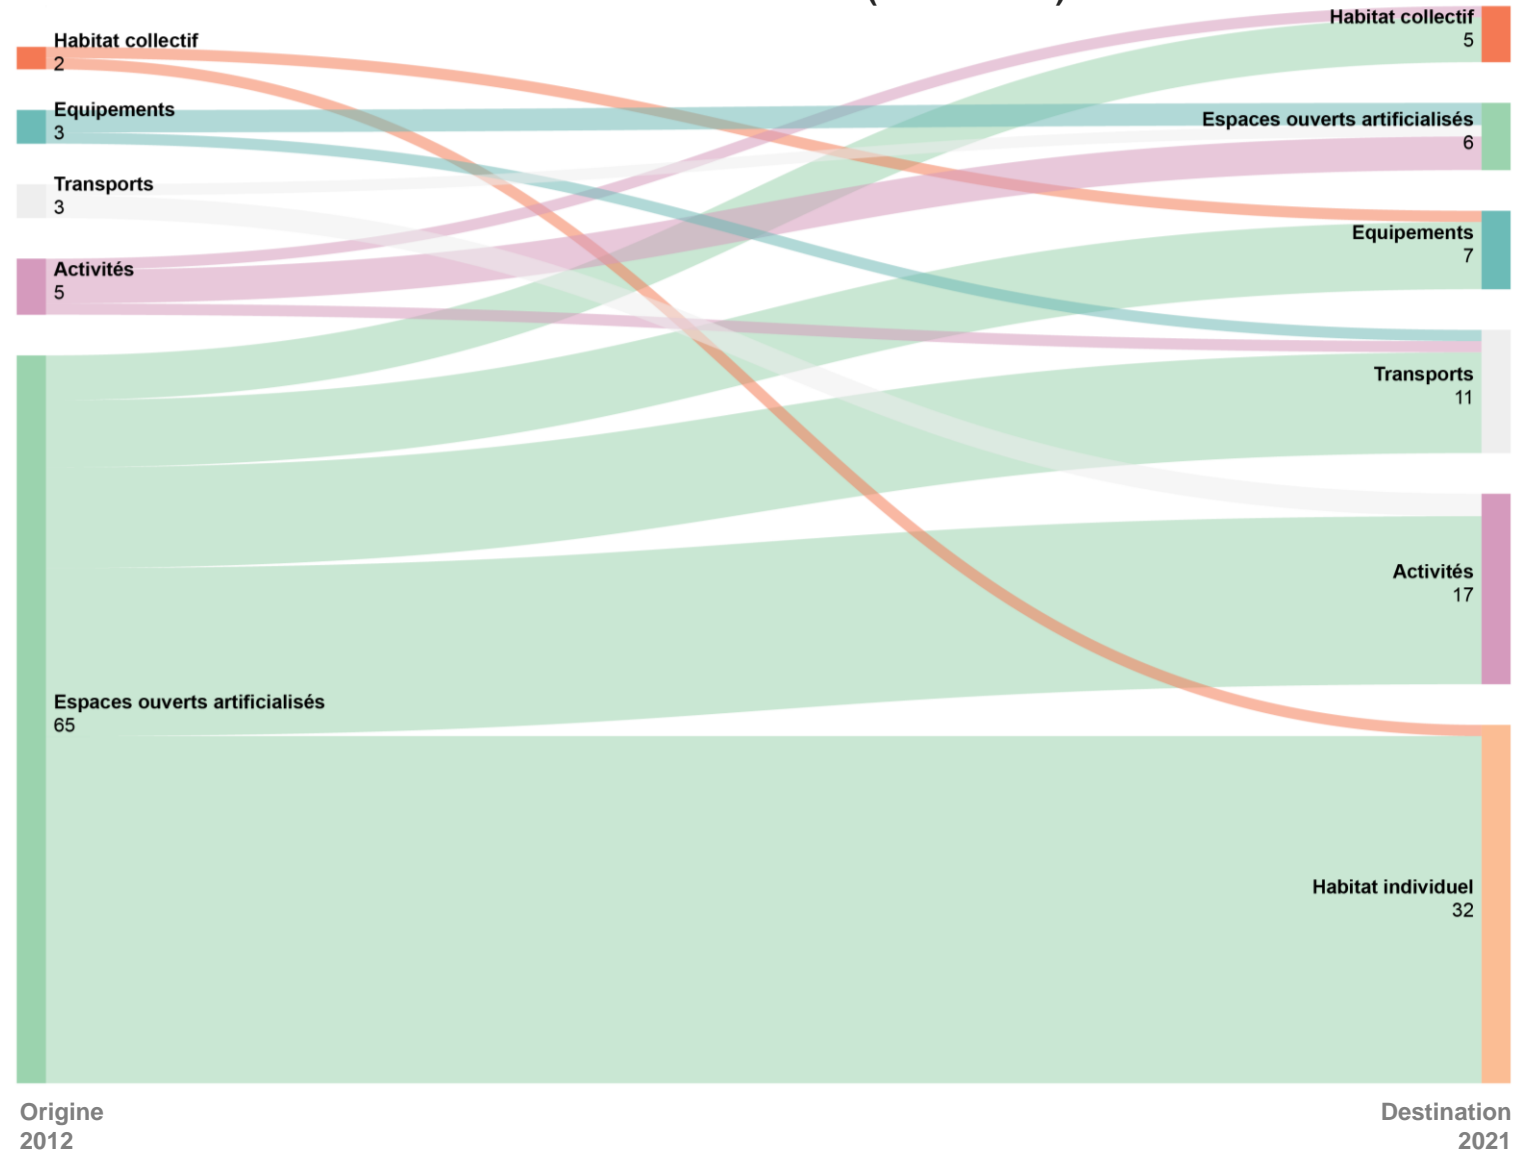 Habitat collectif
2
Equipements
3
Transports
3
Activités
5
Espaces ouverts artificialisés
65
Habitat collectif
5
Espaces ouverts artificialisés
6
Equipements
7
Transports
11
Activités
17
Habitat individuel
32
Origine
2012
Destination
2021